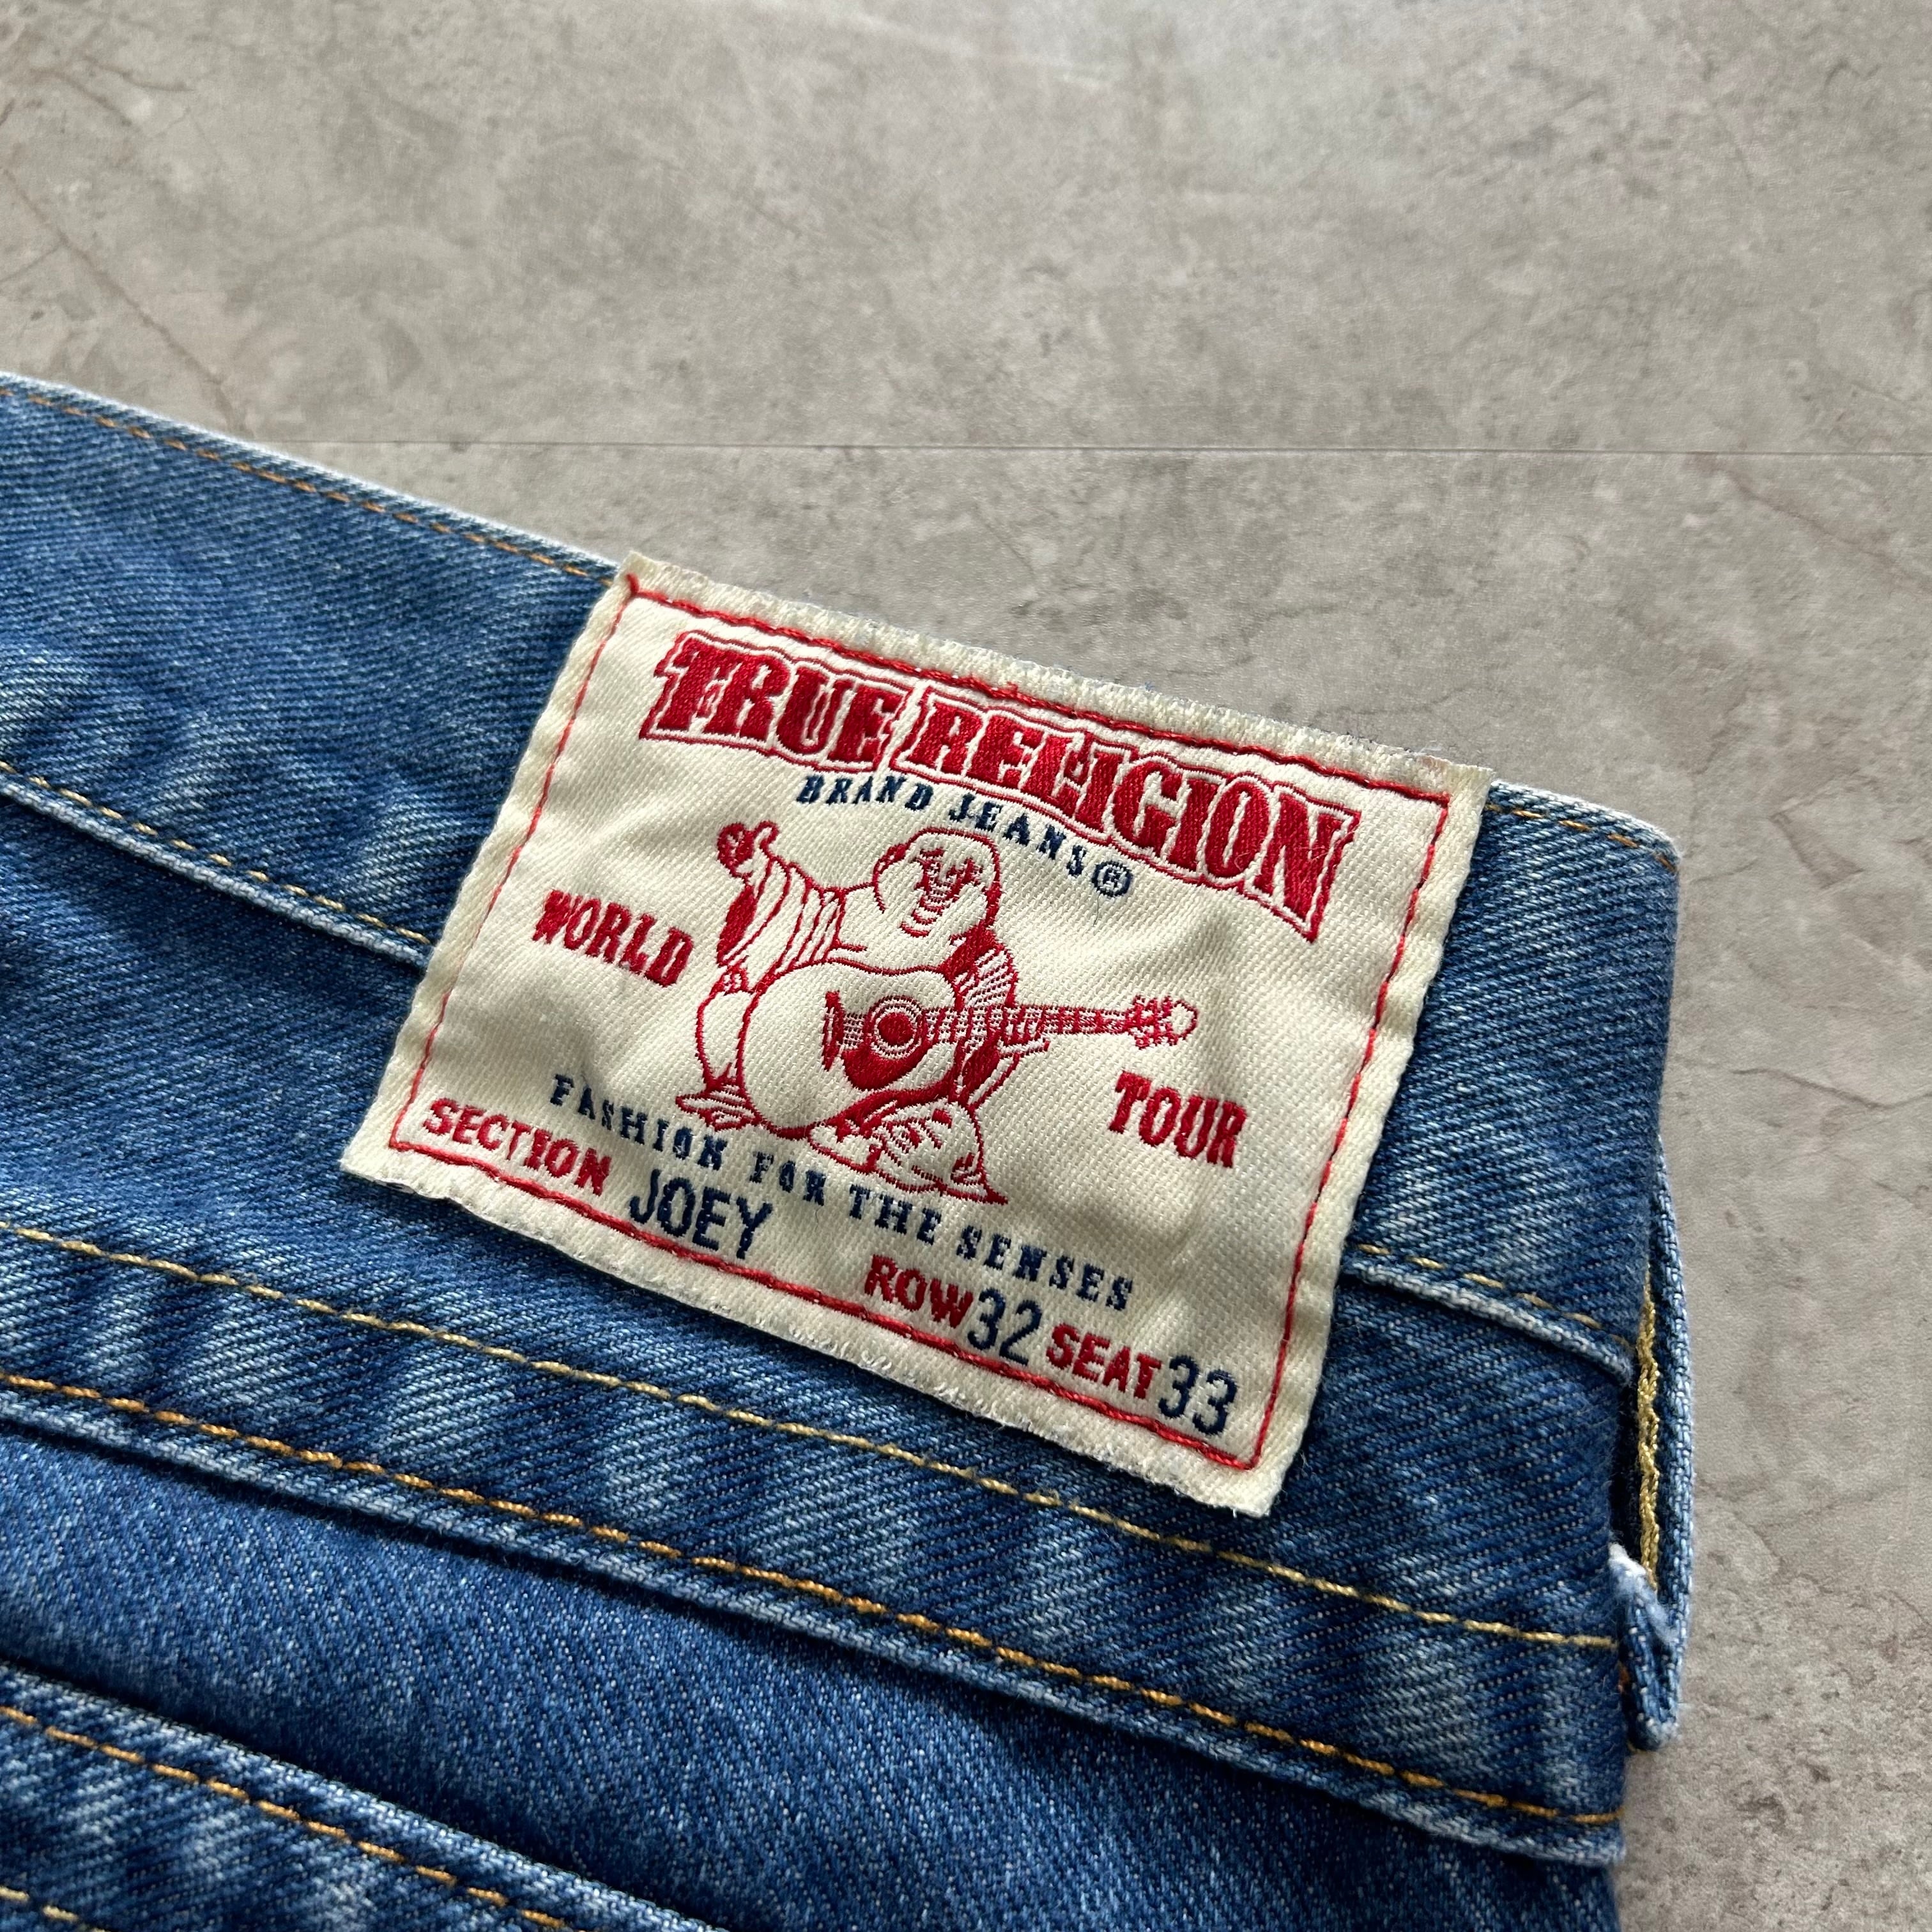 TRUE RELIGION
BRAND JEANS®
WORLD TOUR
FASHION FOR THE SENSES
SECTION JOEY ROW 32 SEAT 33